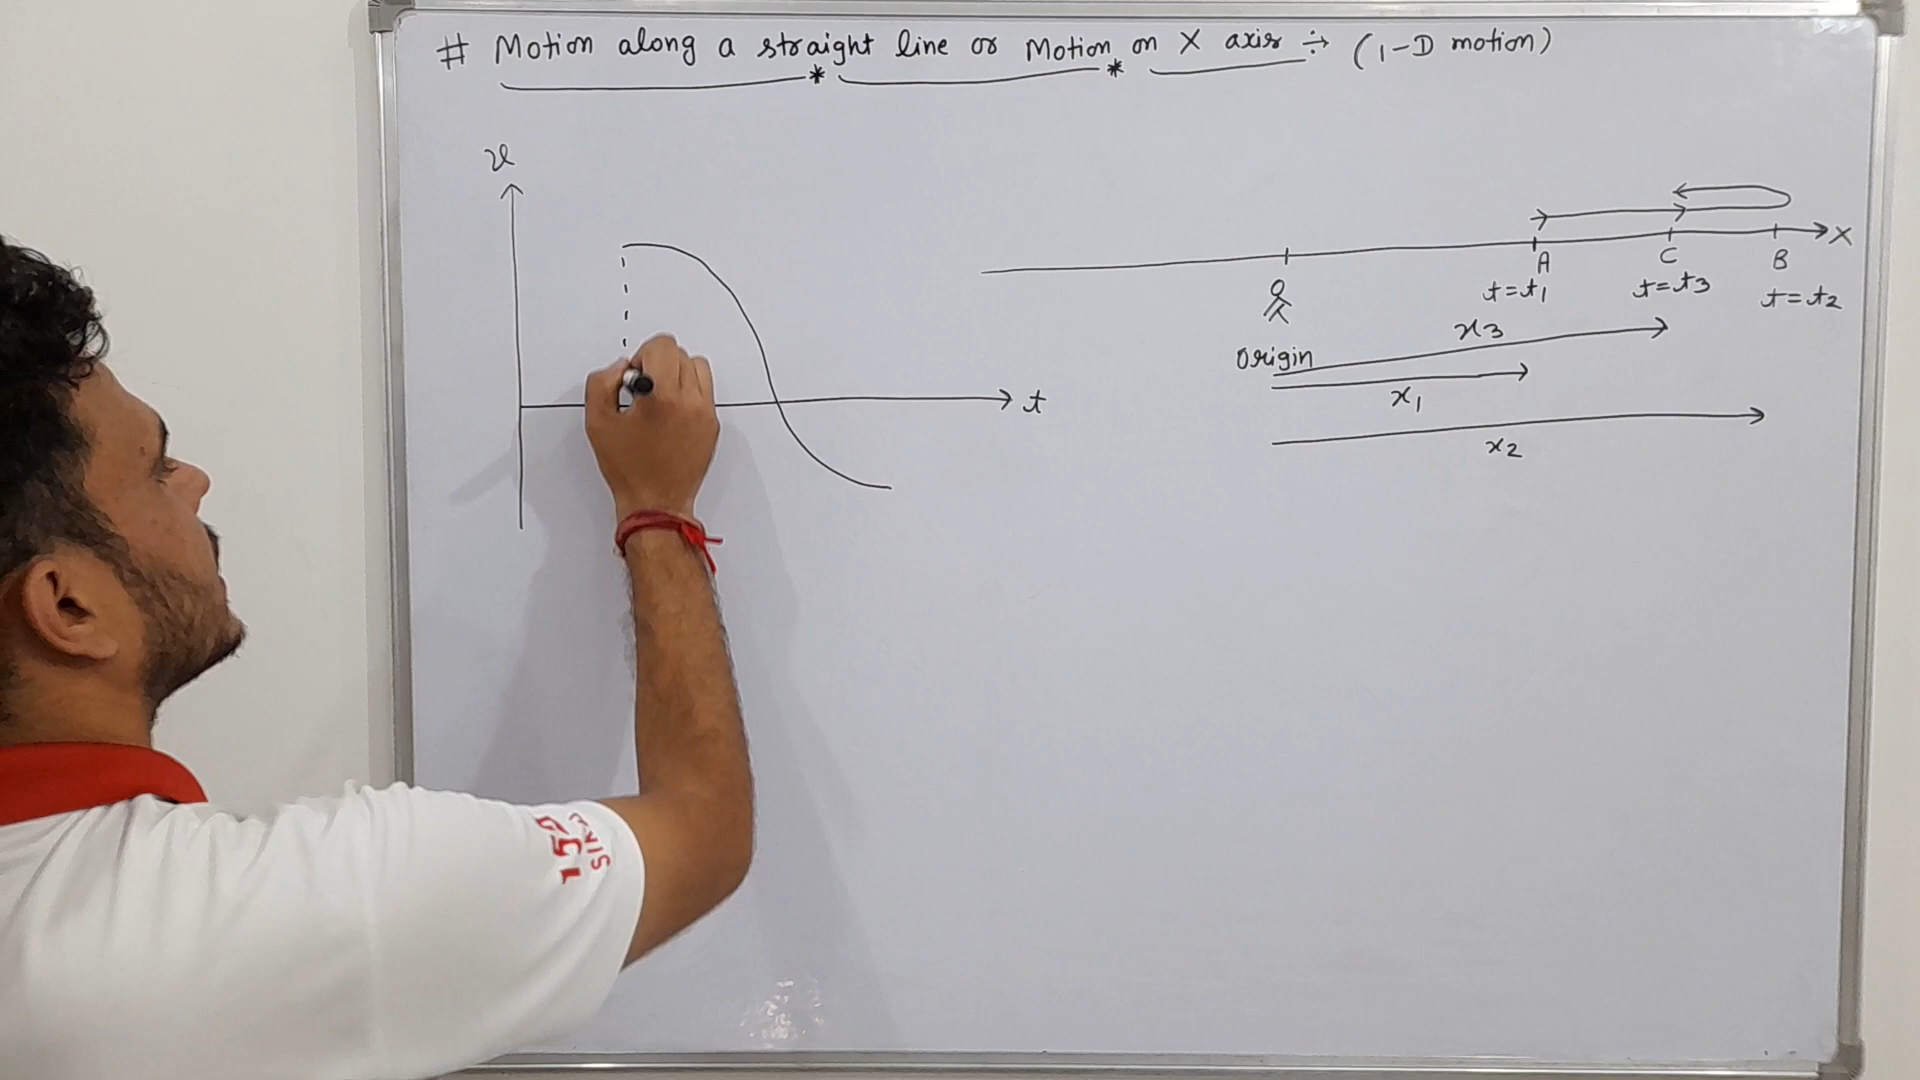 # Motion along a straight line or Motion on X axis ÷ (1-D motion)
v
t
X
A
C
B
t=t1
t=t3
t=t2
Origin
x3
x1
x2